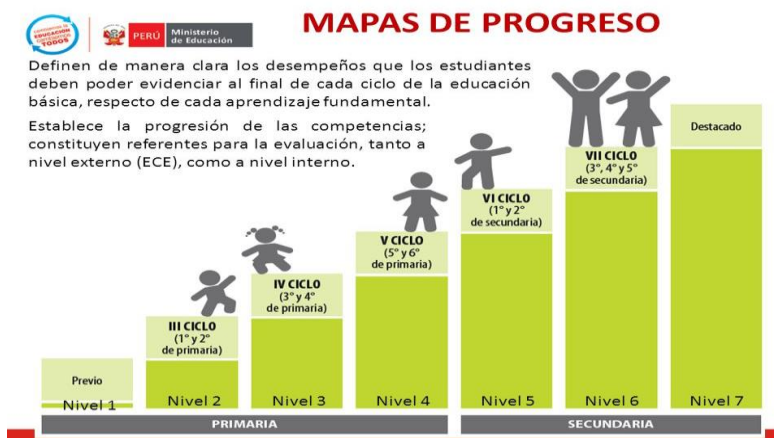 MAPAS DE PROGRESO
EDUCACIÓN
TODOS
PERÚ
Ministerio
de Educación
Definen de manera clara los desempeños que los estudiantes
deben poder evidenciar al final de cada ciclo de la educación
básica, respecto de cada aprendizaje fundamental.
Establece la progresión de las competencias;
constituyen referentes para la evaluación, tanto a
nivel externo (ECE), como a nivel interno.
Previo
Nivel 1
III CICLO
(1° y 2°
de primaria)
Nivel 2
IV CICLO
(3° y 4°
de primaria)
Nivel 3
V CICLO
(5° y 6°
de primaria)
Nivel 4
VI CICLO
(1° y 2°
de secundaria)
Nivel 5
VII CICLO
(3°, 4° y 5°
de secundaria)
Nivel 6
Destacado
Nivel 7
PRIMARIA
SECUNDARIA